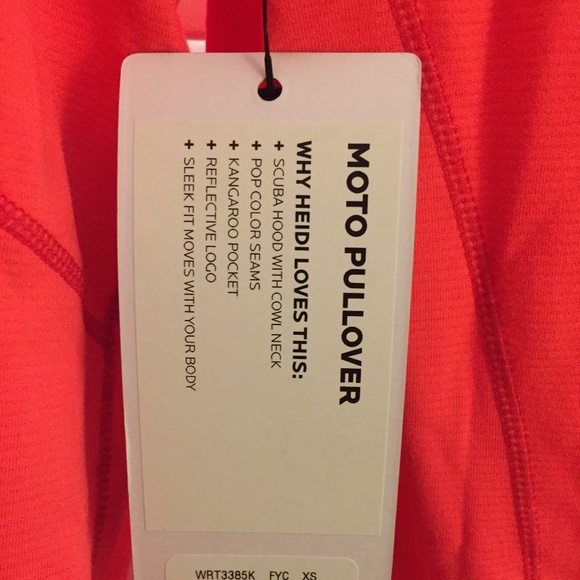 MOTO PULLOVER
WHY HEIDI LOVES THIS:
+ SCUBA HOOD WITH COWL NECK
+ POP COLOR SEAMS
+ KANGAROO POCKET
+ REFLECTIVE LOGO
+ SLEEK FIT MOVES WITH YOUR BODY
WRT3385K FYC XS